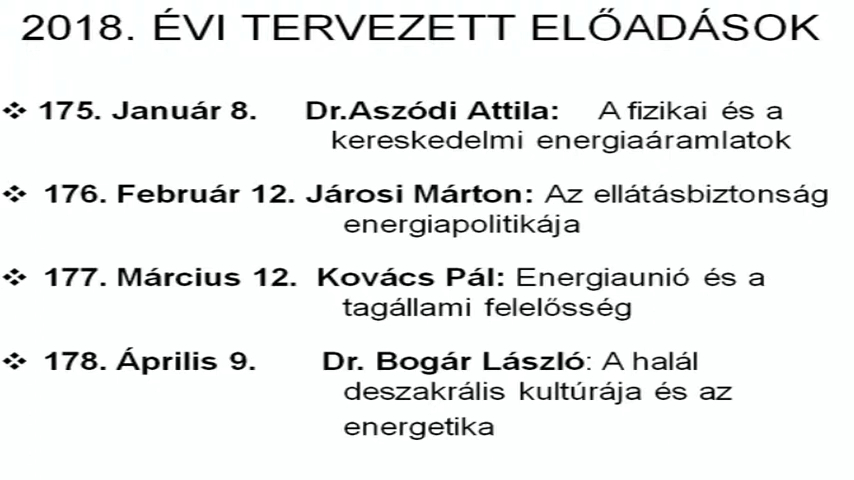 2018. ÉVI TERVEZETT ELŐADÁSOK
❖ 175. Január 8. Dr.Aszódi Attila: A fizikai és a
kereskedelmi energiaáramlatok
❖ 176. Február 12. Járosi Márton: Az ellátásbiztonság
energiapolitikája
❖ 177. Március 12. Kovács Pál: Energiaunió és a
tagállami felelősség
❖ 178. Április 9. Dr. Bogár László: A halál
deszakrális kultúrája és az
energetika